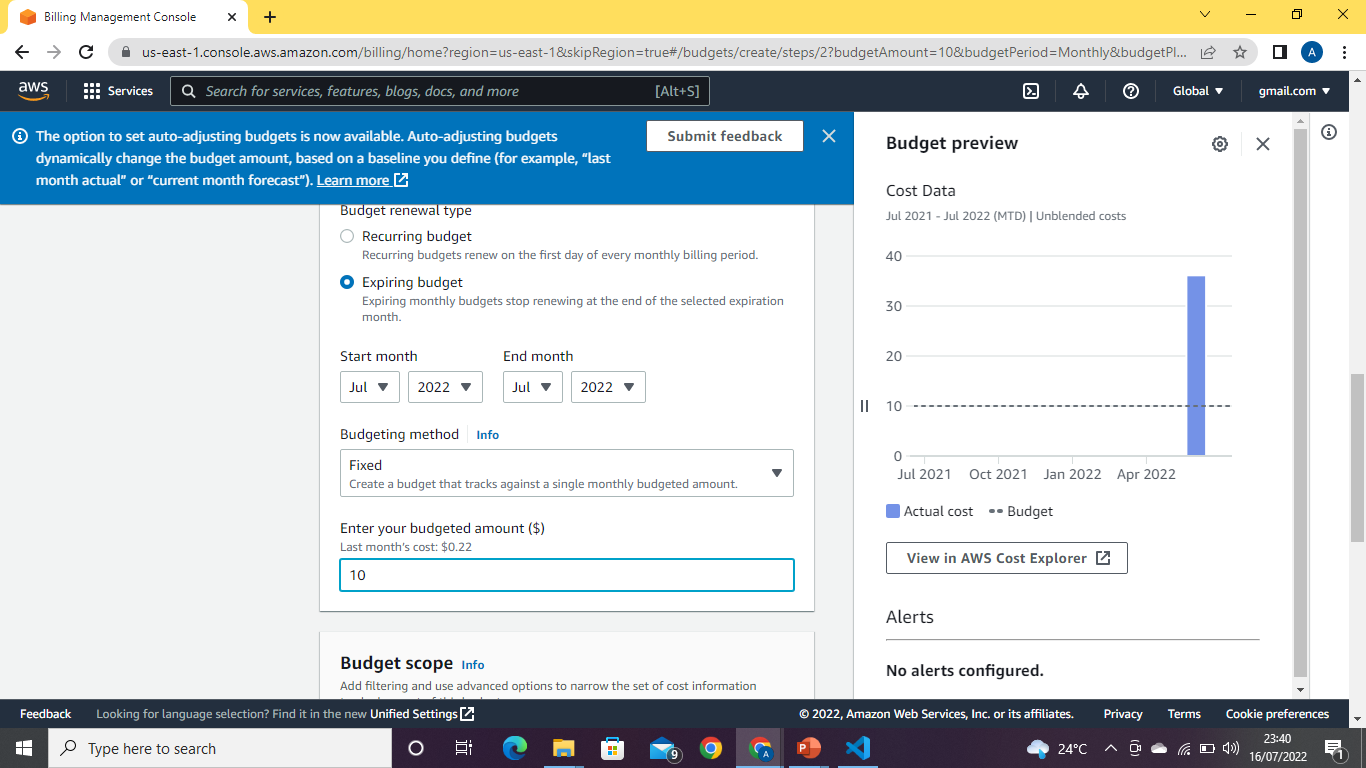 Billing Management Console
us-east-1.console.aws.amazon.com/billing/home?region=us-east-1&skipRegion=true#/budgets/create/steps/2?budgetAmount=10&budgetPeriod=Monthly&budgetPl...
A
aws
Services
Search for services, features, blogs, docs, and more
[Alt+S]
Global
gmail.com
The option to set auto-adjusting budgets is now available. Auto-adjusting budgets
dynamically change the budget amount, based on a baseline you define (for example, “last
month actual” or “current month forecast”). Learn more
Submit feedback
Budget renewal type
Recurring budget
Recurring budgets renew on the first day of every monthly billing period.
Expiring budget
Expiring monthly budgets stop renewing at the end of the selected expiration
month.
Start month
End month
Jul
2022
Jul
2022
Budgeting method
Info
Fixed
Create a budget that tracks against a single monthly budgeted amount.
Enter your budgeted amount ($)
Last month's cost: $0.22
10
Budget scope Info
Add filtering and use advanced options to narrow the set of cost information
Budget preview
Cost Data
Jul 2021 - Jul 2022 (MTD) | Unblended costs
40
30
20
10
0
Jul 2021
Oct 2021
Jan 2022
Apr 2022
Actual cost
Budget
View in AWS Cost Explorer
Alerts
No alerts configured.
Feedback
Looking for language selection? Find it in the new Unified Settings
© 2022, Amazon Web Services, Inc. or its affiliates.
Privacy
Terms
Cookie preferences
Type here to search
9
A
P
24°C
23:40
16/07/2022
1